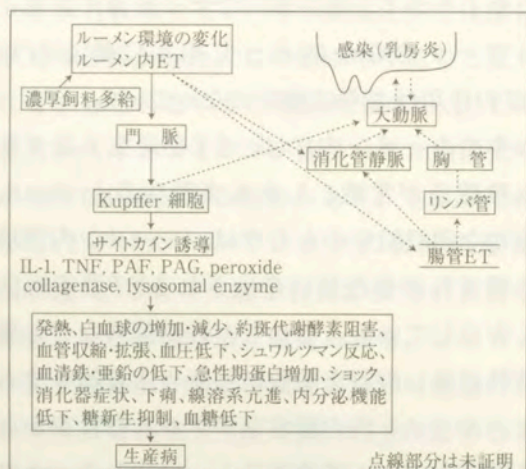 ルーメン環境の変化
ルーメン内ET
濃厚飼料多給
門 脈
Kupffer 細胞
サイトカイン誘導
IL-1, TNF, PAF, PAG, peroxide
collagenase, lysosomal enzyme
発熱、白血球の増加・減少、約斑代謝酵素阻害、
血管収縮・拡張、血圧低下、シュワルツマン反応、
血清鉄・亜鉛の低下、急性期蛋白増加、ショック、
消化器症状、下痢、線溶系亢進、内分泌機能
低下、糖新生抑制、血糖低下
生産病
感染(乳房炎)
大動脈
消化管静脈
胸 管
リンパ管
腸管ET
点線部分は未証明